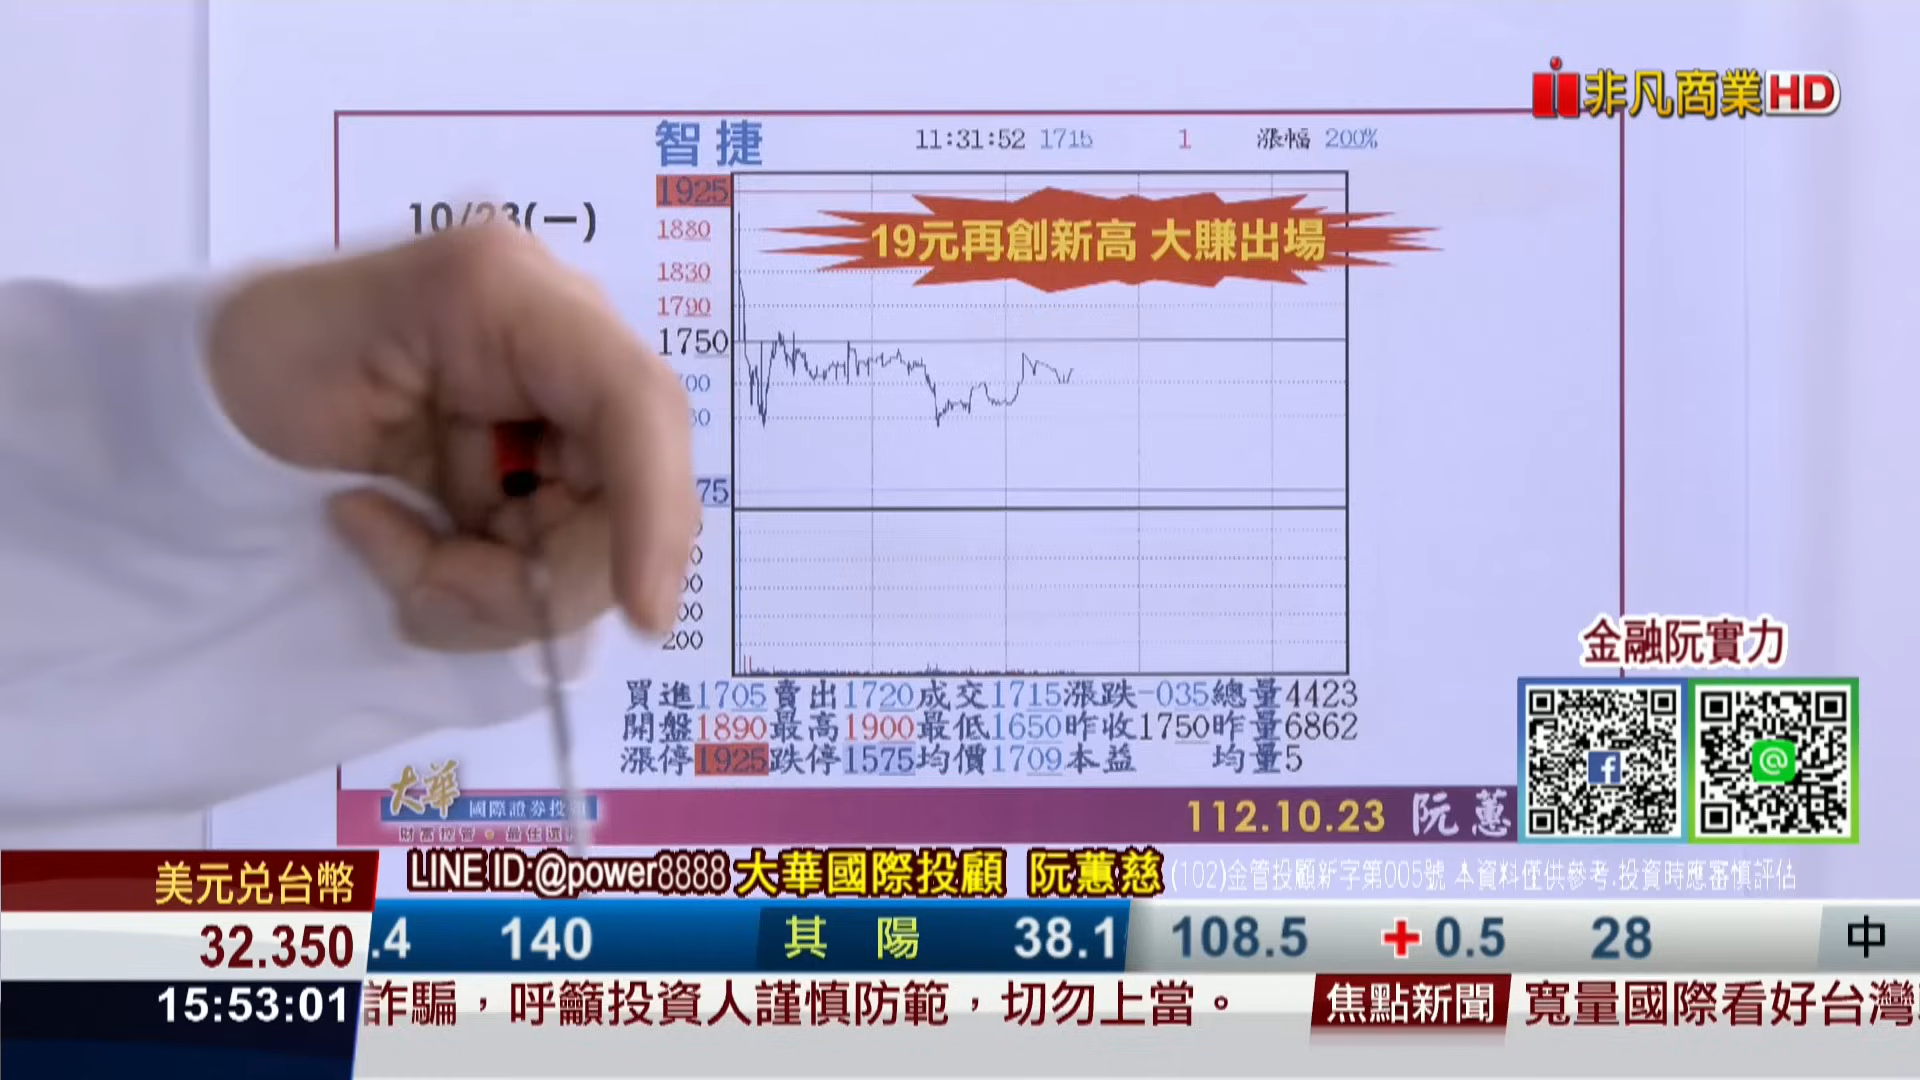 非凡商業HD
智捷 11:31:52 1715 1 漲幅 200%
10/23(一)
1925
1880
19元再創新高 大賺出場
1830
1790
1750
200
買進1705賣出1720成交1715漲跌-035總量4423
開盤1890最高1900最低1650昨收1750昨量6862
漲停1925跌停1575均價1709本益 均量5
大華
國際證券投
112.10.23 阮蕙
金融阮實力
LINE ID:@power8888 大華國際投顧 阮蕙慈 (102)金管投顧新字第005號 本資料僅供參考,投資時應審慎評估
美元兌台幣
32.350
.4 140 其陽 38.1 108.5 +0.5 28 中
15:53:01
詐騙，呼籲投資人謹慎防範，切勿上當。 焦點新聞 寬量國際看好台灣